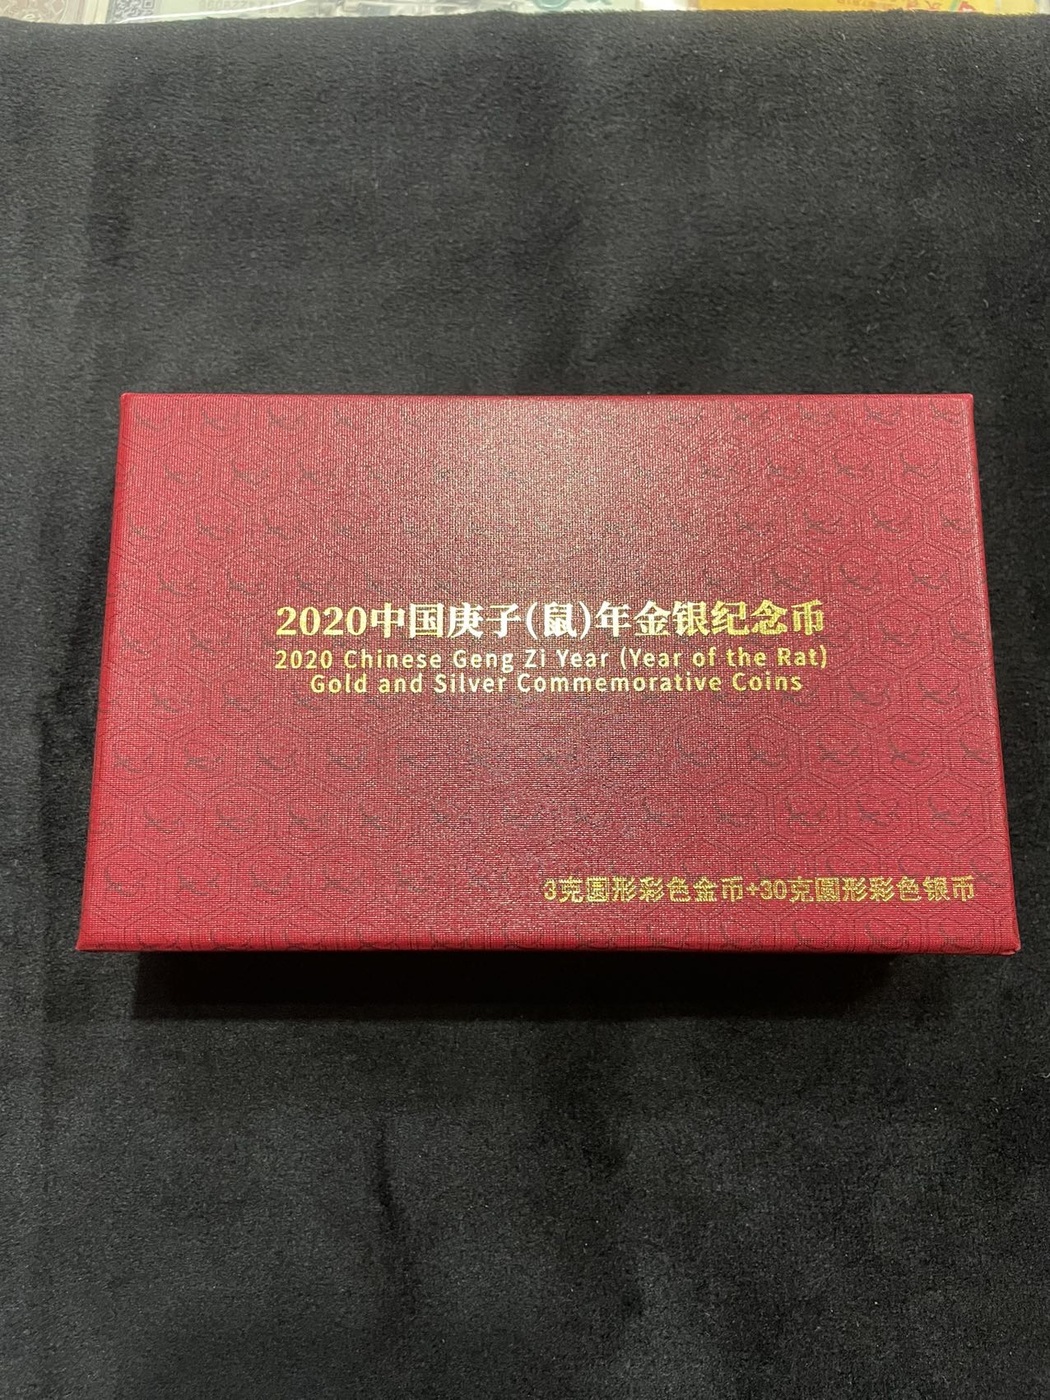 2020中国庚子(鼠)年金银纪念币
2020 Chinese Geng Zi Year (Year of the Rat)
Gold and Silver Commemorative Coins
3克圆形彩色金币+30克圆形彩色银币